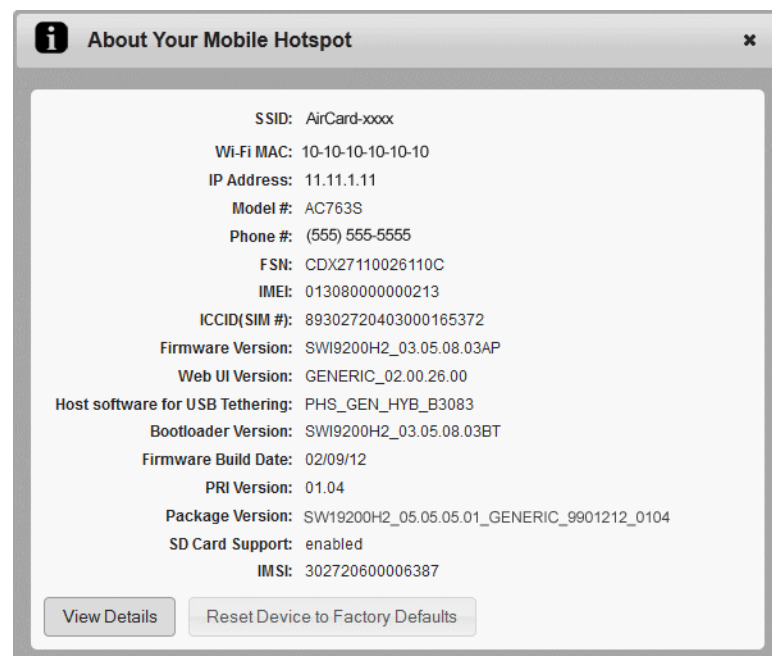 About Your Mobile Hotspot
SSID: AirCard-xxxx
Wi-Fi MAC: 10-10-10-10-10-10
IP Address: 11.11.1.11
Model #: AC763S
Phone #: (555) 555-5555
FSN: CDX27110026110C
IMEI: 013080000000213
ICCID(SIM #): 89302720403000165372
Firmware Version: SWI9200H2_03.05.08.03AP
Web UI Version: GENERIC_02.00.26.00
Host software for USB Tethering: PHS_GEN_HYB_B3083
Bootloader Version: SWI9200H2_03.05.08.03BT
Firmware Build Date: 02/09/12
PRI Version: 01.04
Package Version: SW19200H2_05.05.05.01_GENERIC_9901212_0104
SD Card Support: enabled
IMSI: 302720600006387
View Details Reset Device to Factory Defaults